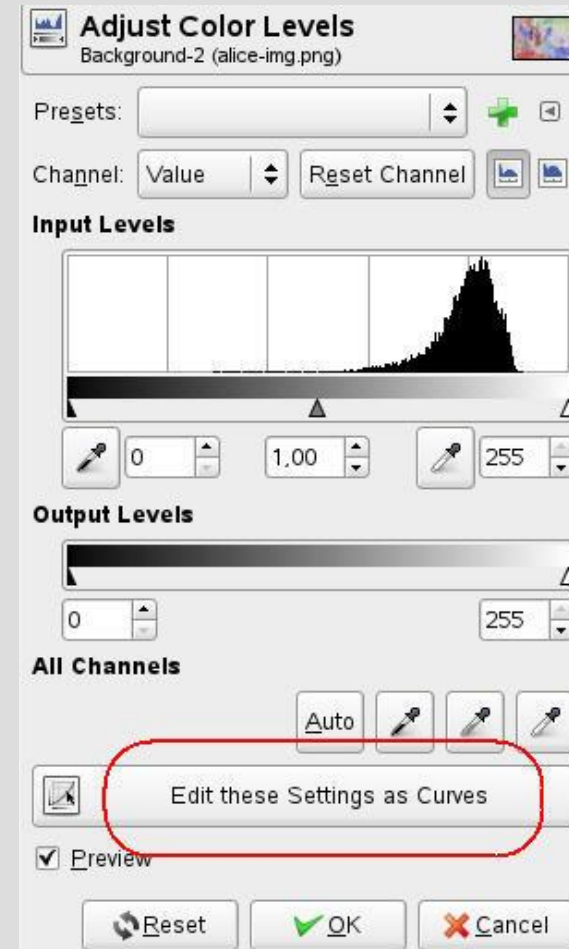 Adjust Color Levels
Background-2 (alice-img.png)
Presets:
Channel: Value Reset Channel
Input Levels
0 1,00 255
Output Levels
0 255
All Channels
Auto
Edit these Settings as Curves
Preview
Reset OK Cancel